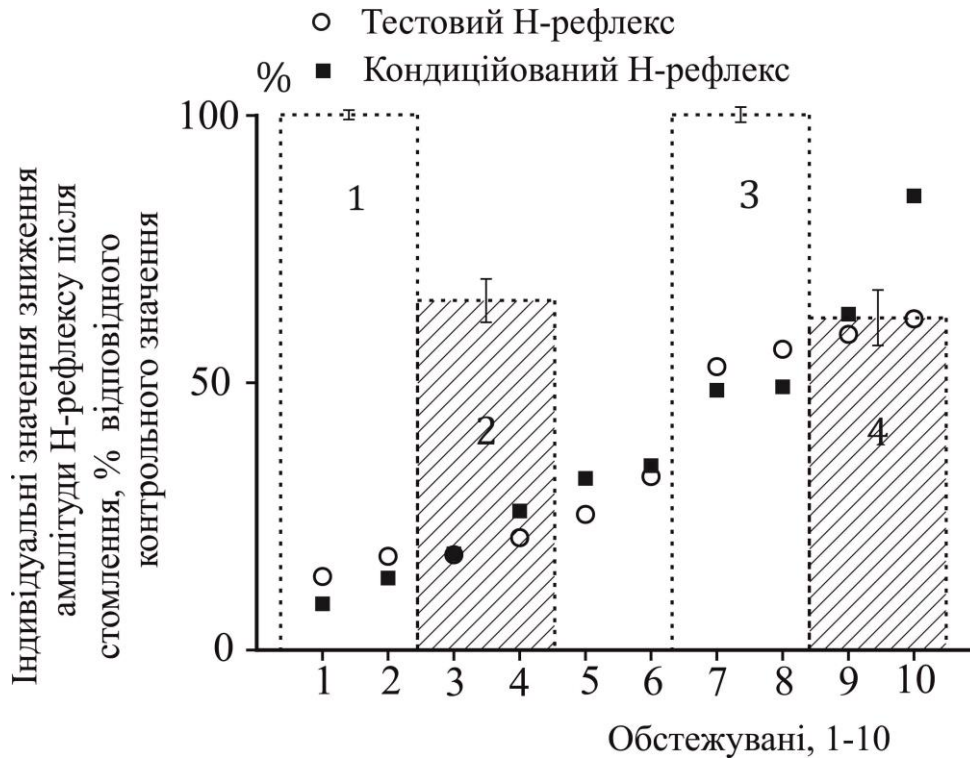 Тестовий Н-рефлекс
Кондиційований Н-рефлекс
%
100
50
0
1
2
3
4
Індивідуальні значення зниження
амплітуди Н-рефлексу після
стомлення, % відповідного
контрольного значення
1 2 3 4 5 6 7 8 9 10
Обстежувані, 1-10